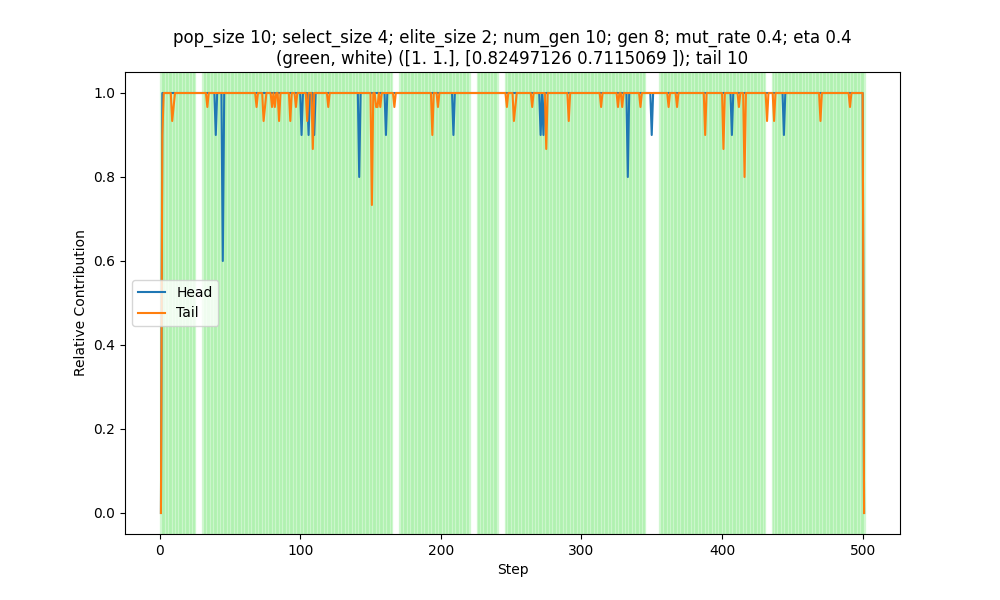 pop_size 10; select_size 4; elite_size 2; num_gen 10; gen 8; mut_rate 0.4; eta 0.4
(green, white) ([1. 1.], [0.82497126 0.7115069 ]); tail 10
1.0
0.8
0.6
0.4
0.2
0.0
Relative Contribution
Head
Tail
0
100
200
300
400
500
Step